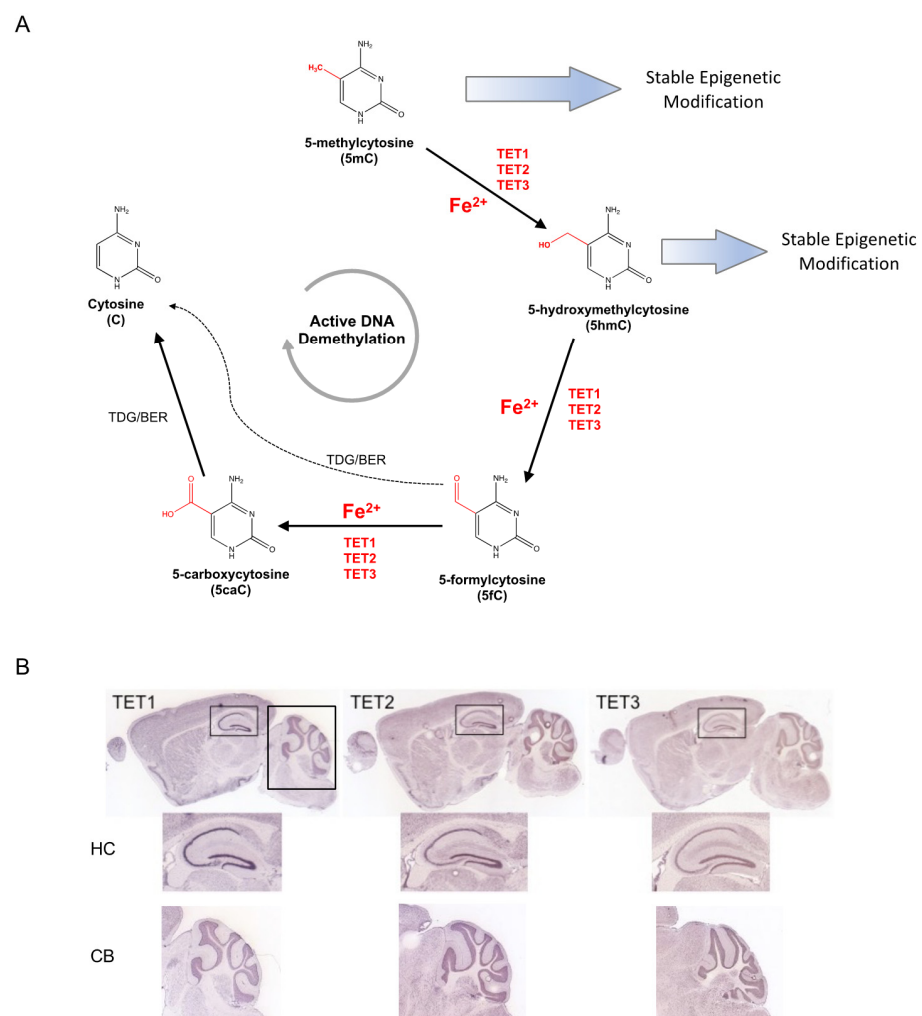 A
NH₂
H₃C
N
N
H
O
5-methylcytosine
(5mC)
Stable Epigenetic
Modification
TET1
TET2
TET3
Fe²⁺
NH₂
HO
N
N
H
O
5-hydroxymethylcytosine
(5hmC)
Stable Epigenetic
Modification
NH₂
N
N
H
O
Cytosine
(C)
Active DNA
Demethylation
Fe²⁺
TET1
TET2
TET3
TDG/BER
TDG/BER
O
NH₂
HO
N
N
H
O
5-carboxycytosine
(5caC)
Fe²⁺
TET1
TET2
TET3
O
NH₂
N
N
H
O
5-formylcytosine
(5fC)
B
TET1
TET2
TET3
HC
CB